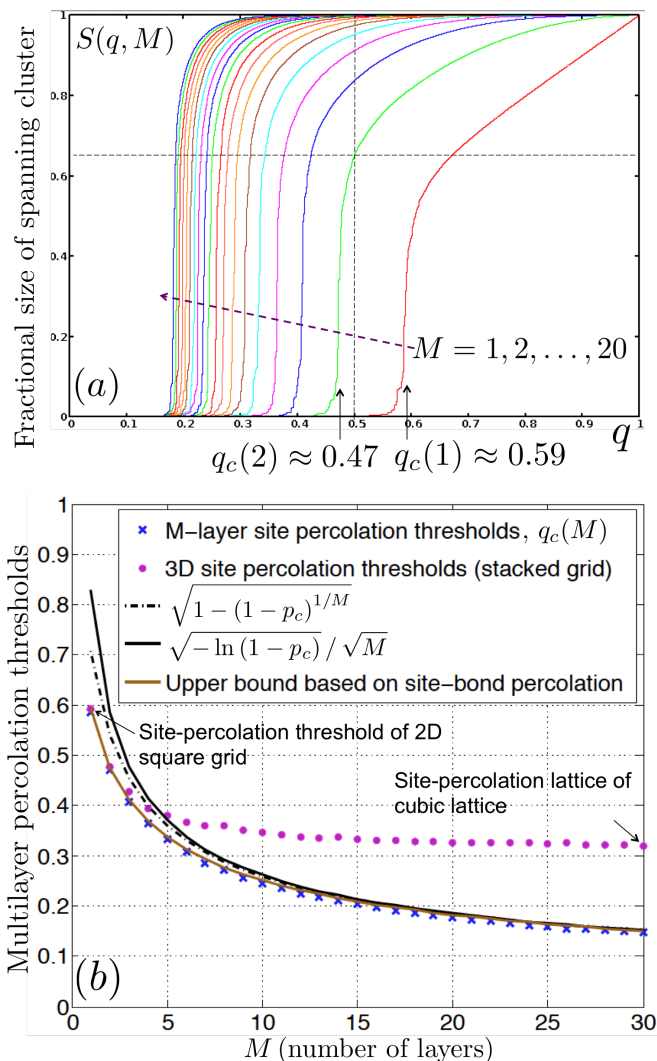 S(q, M)
Fractional size of spanning cluster
1
0.8
0.6
0.4
0.2
0
M = 1, 2, . . . , 20
(a)
0 0.1 0.2 0.3 0.4 0.5 0.6 0.7 0.8 0.9 1
q
q_c(2) ≈ 0.47 q_c(1) ≈ 0.59
Multilayer percolation thresholds
1
0.9
0.8
0.7
0.6
0.5
0.4
0.3
0.2
0.1
0
M-layer site percolation thresholds, q_c(M)
3D site percolation thresholds (stacked grid)
√(1 − (1 − p_c)^{1/M})
√(− ln (1 − p_c)) / √M
Upper bound based on site-bond percolation
Site-percolation threshold of 2D
square grid
Site-percolation lattice of
cubic lattice
(b)
0 5 10 15 20 25 30
M (number of layers)